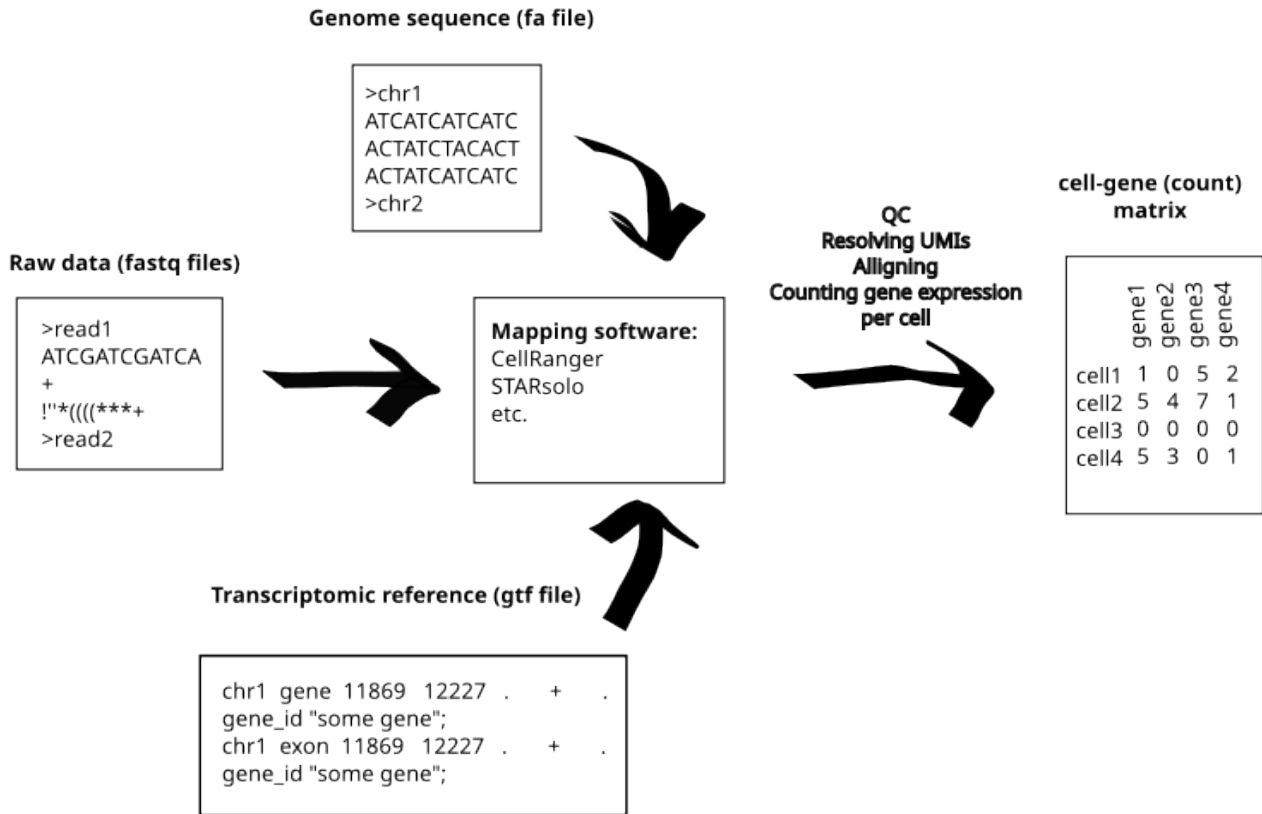 Genome sequence (fa file)
>chr1
ATCATCATCATC
ACTATCTACACT
ACTATCATCATC
>chr2
Raw data (fastq files)
>read1
ATCGATCGATCA
+
!''*((((***+
>read2
Mapping software:
CellRanger
STARsolo
etc.
Transcriptomic reference (gtf file)
chr1 gene 11869 12227 . + .
gene_id "some gene";
chr1 exon 11869 12227 . + .
gene_id "some gene";
QC
Resolving UMIs
Alligning
Counting gene expression
per cell
cell-gene (count)
matrix
gene1 gene2 gene3 gene4
cell1 1 0 5 2
cell2 5 4 7 1
cell3 0 0 0 0
cell4 5 3 0 1